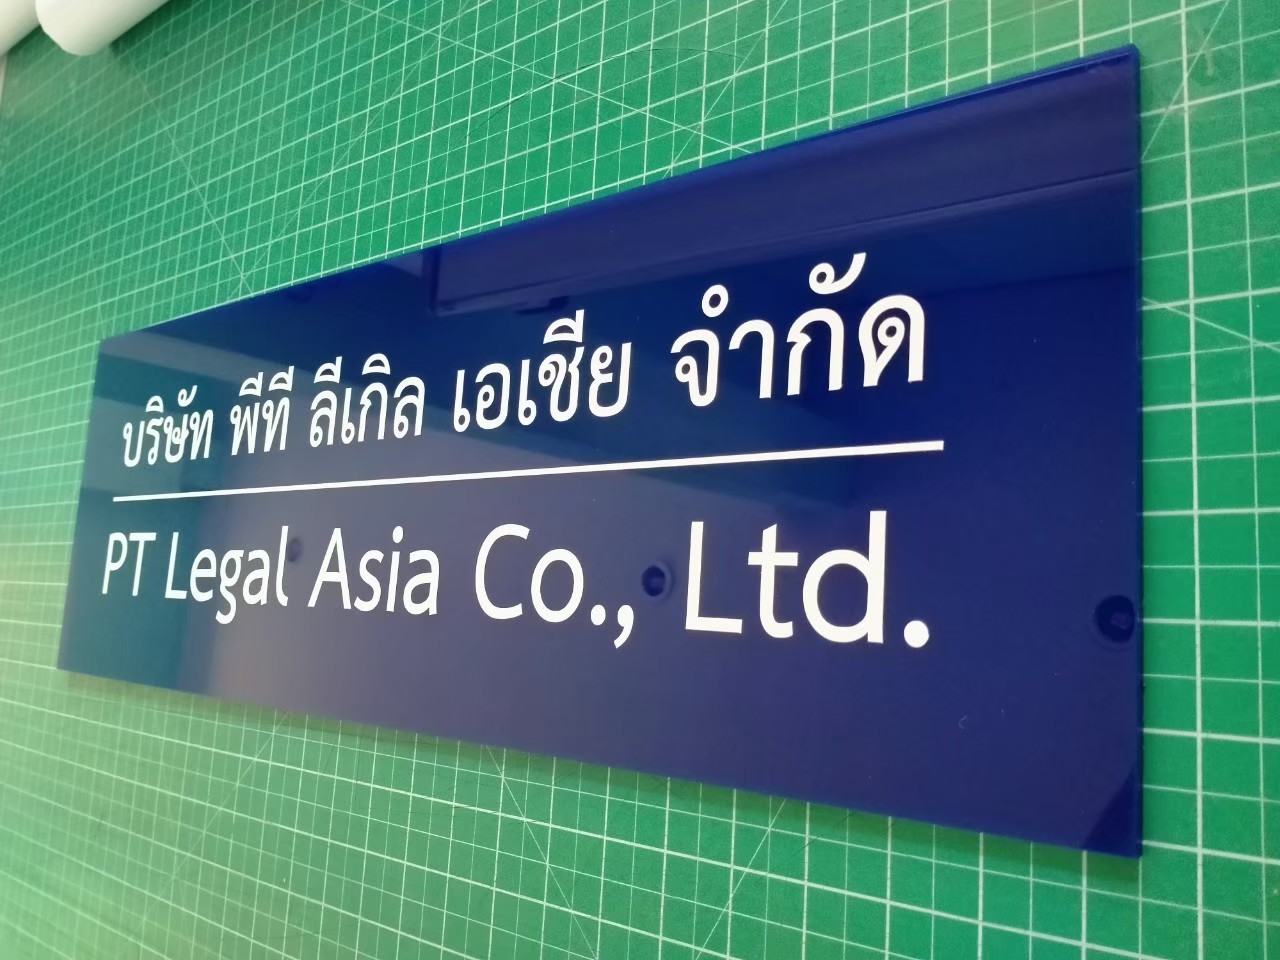 บริษัท พีที ลีเกิล เอเชีย จำกัด
PT Legal Asia Co., Ltd.